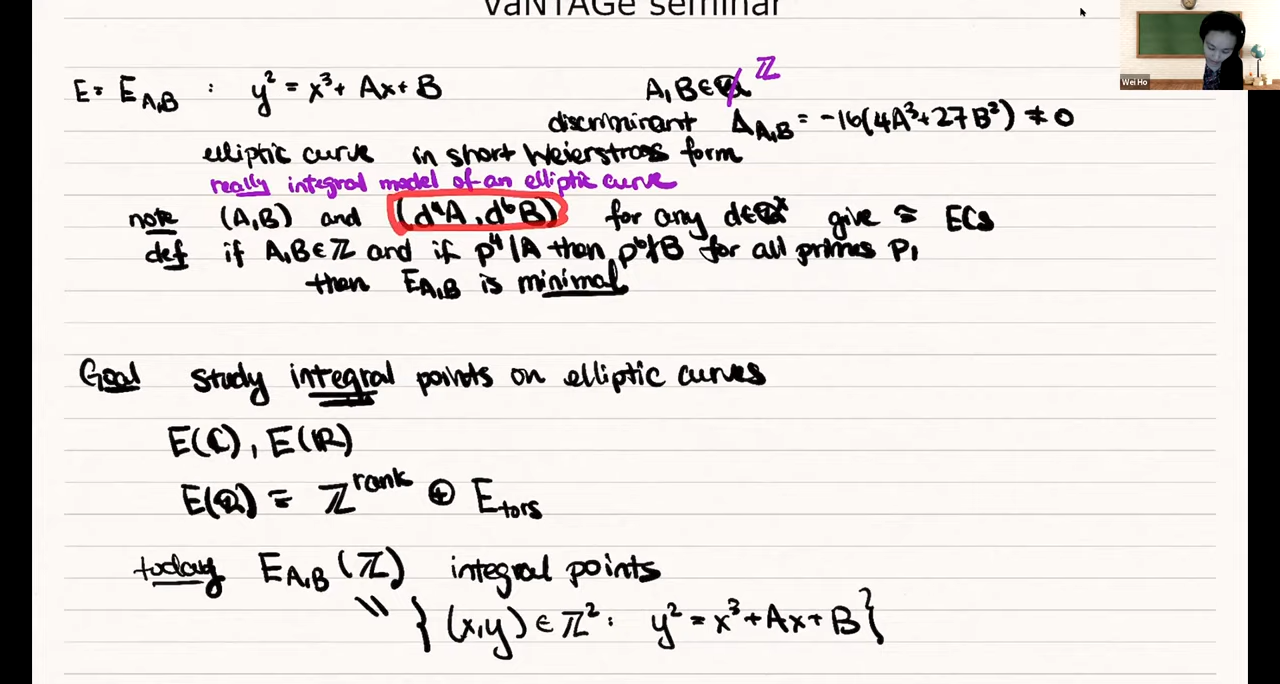 VaNTAGe seminar
Wei Ho
E = E_{A,B} : y² = x³ + Ax + B A, B ∈ ℚ ℤ
discriminant Δ_{A,B} = -16(4A³ + 27B²) ≠ 0
elliptic curve in short Weierstrass form
really integral model of an elliptic curve
note (A,B) and (d⁴A, d⁶B) for any d∈ℚ^× give ≅ ECs
def if A,B∈ℤ and if p⁴|A then p⁶∤B for all primes p,
then E_{A,B} is minimal
Goal study integral points on elliptic curves
E(ℂ), E(ℝ)
E(ℚ) ≅ ℤ^{rank} ⊕ E_{tors}
today E_{A,B}(ℤ) integral points
= { (x,y) ∈ ℤ² : y² = x³ + Ax + B }